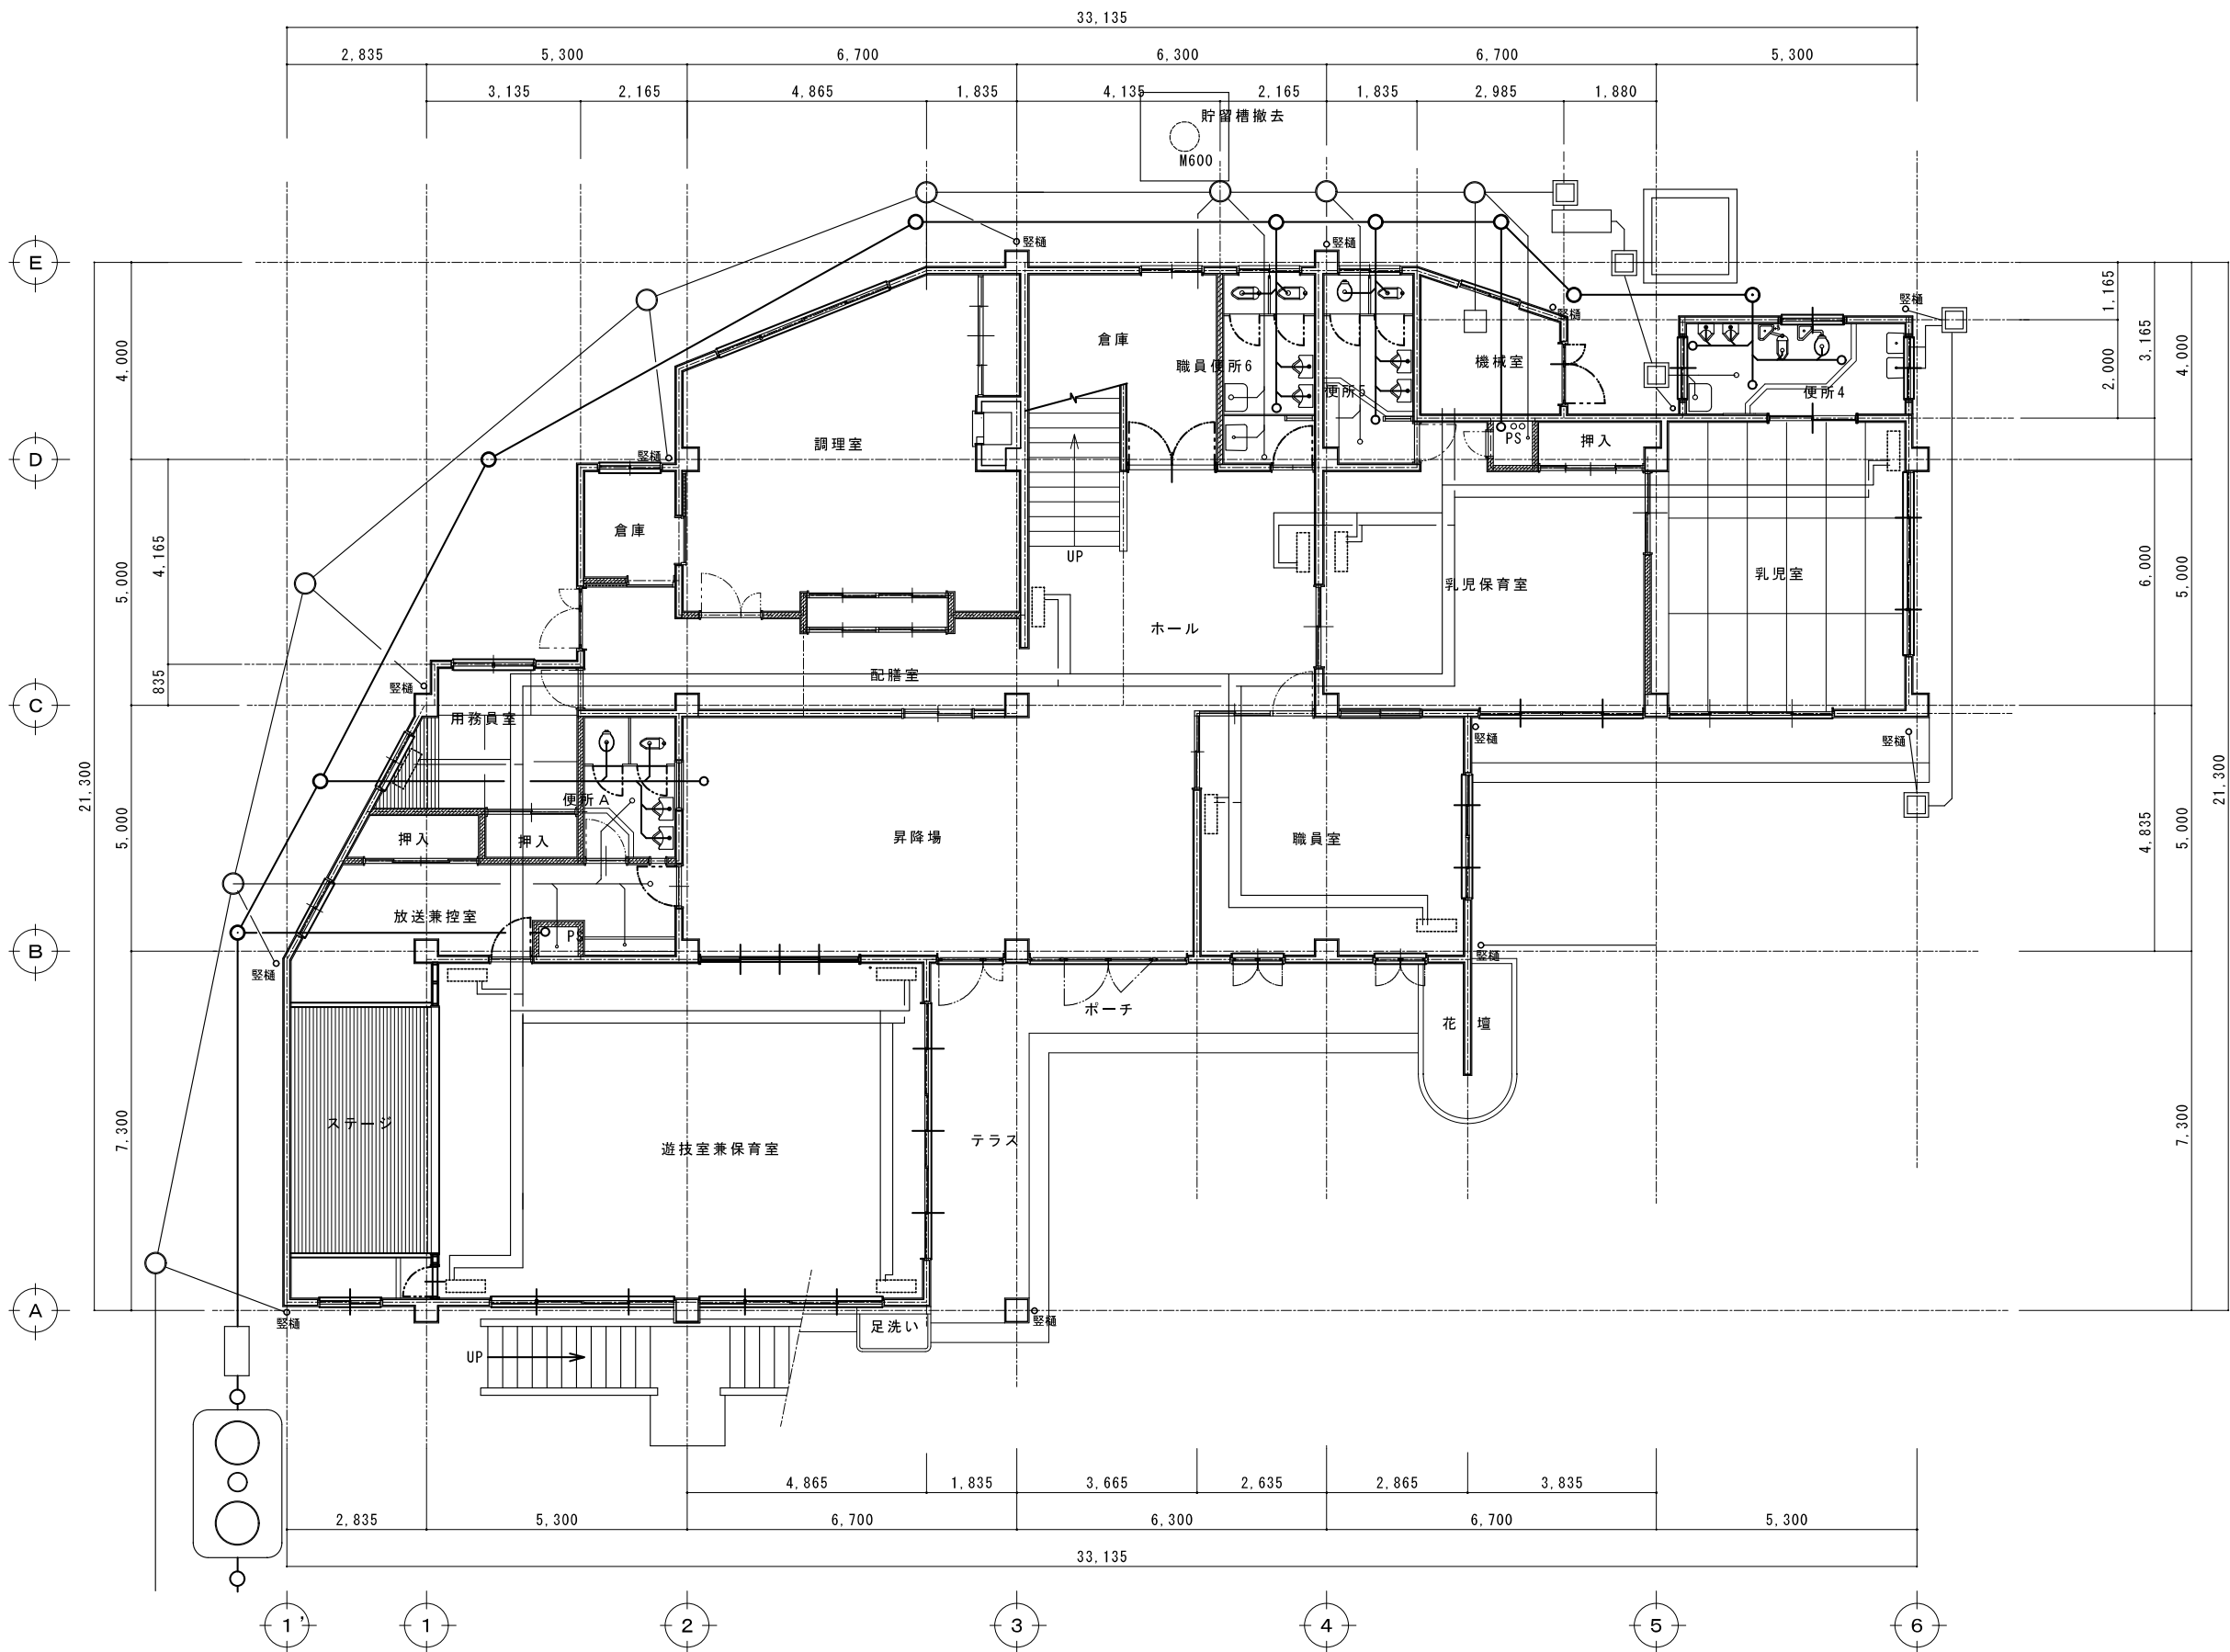 33,135
2,835 5,300 6,700 6,300 6,700 5,300
3,135 2,165 4,865 1,835 4,135 2,165 1,835 2,985 1,880
貯留槽撤去
M600
竪樋 竪樋
E
竪樋 竪樋
1,165
3,165
4,000
2,000
4,000
倉庫
職員便所6
便所5
機械室
便所4
調理室
PS
押入
竪樋
D
倉庫
UP
乳児保育室
乳児室
4,165
5,000
6,000
5,000
ホール
配膳室
835
竪樋
C
用務員室
竪樋
竪樋
21,300
21,300
便所A
押入
押入
昇降場
職員室
5,000
4,835
5,000
放送兼控室
PS
B
竪樋
竪樋
ポーチ
花壇
ステージ
遊技室兼保育室
テラス
7,300
7,300
A
竪樋
足洗い
竪樋
UP
4,865 1,835 3,665 2,635 2,865 3,835
2,835 5,300 6,700 6,300 6,700 5,300
33,135
1' 1 2 3 4 5 6